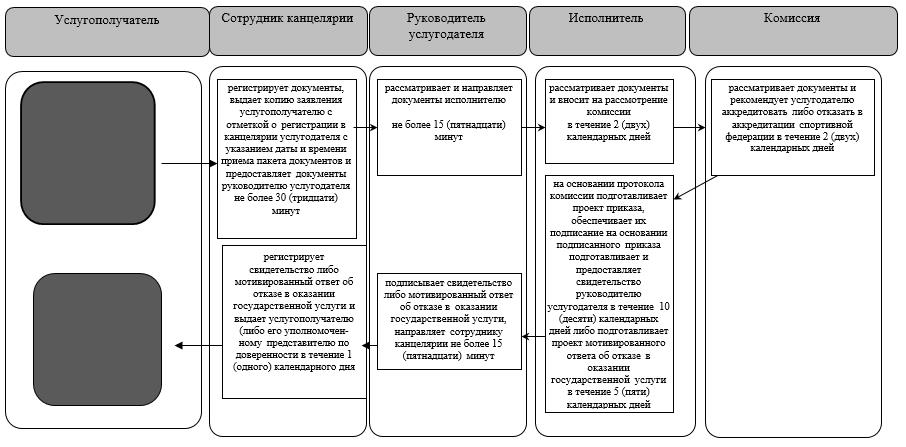 Услугополучатель
Сотрудник канцелярии
Руководитель
услугодателя
Исполнитель
Комиссия
регистрирует документы,
выдает копию заявления
услугополучателю с
отметкой о регистрации в
канцелярии услугодателя с
указанием даты и времени
приема пакета документов и
предоставляет документы
руководителю услугодателя
не более 30 (тридцати)
минут
рассматривает и направляет
документы исполнителю
не более 15 (пятнадцати)
минут
рассматривает документы
и вносит на рассмотрение
комиссии
в течение 2 (двух)
календарных дней
рассматривает документы и
рекомендует услугодателю
аккредитовать либо отказать в
аккредитации спортивной
федерации в течение 2 (двух)
календарных дней
на основании протокола
комиссии подготавливает
проект приказа,
обеспечивает их
подписание на основании
подписанного приказа
подготавливает и
предоставляет
свидетельство
руководителю
услугодателя в течение 10
(десяти) календарных
дней либо подготавливает
проект мотивированного
ответа об отказе в
оказании
государственной услуги
в течение 5 (пяти)
календарных дней
подписывает свидетельство
либо мотивированный ответ
об отказе в оказании
государственной услуги,
направляет сотруднику
канцелярии не более 15
(пятнадцати) минут
регистрирует
свидетельство либо
мотивированный ответ об
отказе в оказании
государственной услуги и
выдает услугополучателю
(либо его уполномочен-
ному представителю по
доверенности в течение 1
(одного) календарного дня